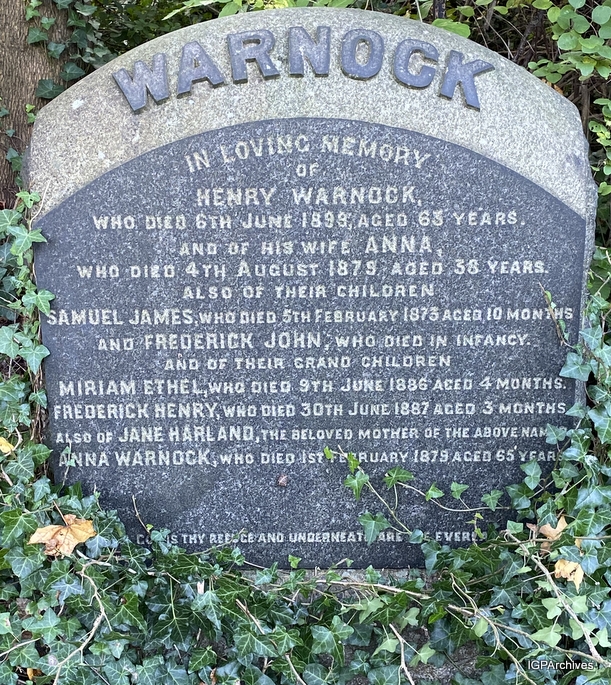 WARNOCK
IN LOVING MEMORY
OF
HENRY WARNOCK,
WHO DIED 6TH JUNE 1899, AGED 63 YEARS.
AND OF HIS WIFE ANNA,
WHO DIED 4TH AUGUST 1879, AGED 38 YEARS.
ALSO OF THEIR CHILDREN
SAMUEL JAMES, WHO DIED 5TH FEBRUARY 1873 AGED 10 MONTHS
AND FREDERICK JOHN, WHO DIED IN INFANCY.
AND OF THEIR GRAND CHILDREN
MIRIAM ETHEL, WHO DIED 9TH JUNE 1886 AGED 4 MONTHS.
FREDERICK HENRY, WHO DIED 30TH JUNE 1887 AGED 3 MONTHS
ALSO OF JANE HARLAND, THE BELOVED MOTHER OF THE ABOVE NAM
ANNA WARNOCK, WHO DIED 1ST FEBRUARY 1879 AGED 65 YEARS
IS THY REFUGE AND UNDERNEATH ARE THE EVER
IGPArchives